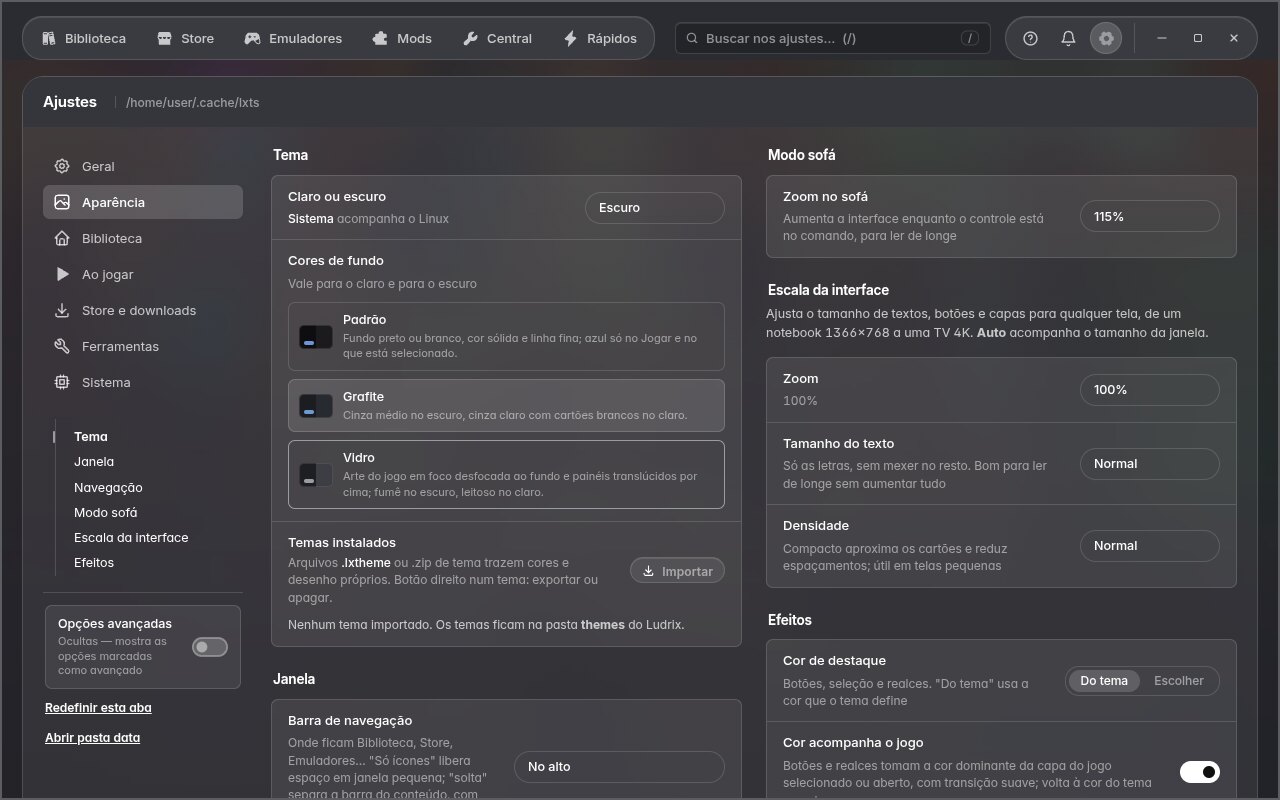 Biblioteca
Store
Emuladores
Mods
Central
Rápidos
Buscar nos ajustes... (/)
/
Ajustes
/home/user/.cache/lxts
Geral
Aparência
Biblioteca
Ao jogar
Store e downloads
Ferramentas
Sistema
Tema
Janela
Navegação
Modo sofá
Escala da interface
Efeitos
Opções avançadas
Ocultas — mostra as
opções marcadas
como avançado
Redefinir esta aba
Abrir pasta data
Tema
Claro ou escuro
Sistema acompanha o Linux
Escuro
Cores de fundo
Vale para o claro e para o escuro
Padrão
Fundo preto ou branco, cor sólida e linha fina; azul só no Jogar e no
que está selecionado.
Grafite
Cinza médio no escuro, cinza claro com cartões brancos no claro.
Vidro
Arte do jogo em foco desfocada ao fundo e painéis translúcidos por
cima; fumê no escuro, leitoso no claro.
Temas instalados
Arquivos .lxtheme ou .zip de tema trazem cores e
desenho próprios. Botão direito num tema: exportar ou
apagar.
Importar
Nenhum tema importado. Os temas ficam na pasta themes do Ludrix.
Janela
Barra de navegação
Onde ficam Biblioteca, Store,
Emuladores... "Só ícones" libera
espaço em janela pequena; "solta"
separa a barra do conteúdo, com
No alto
Modo sofá
Zoom no sofá
Aumenta a interface enquanto o controle está
no comando, para ler de longe
115%
Escala da interface
Ajusta o tamanho de textos, botões e capas para qualquer tela, de um
notebook 1366×768 a uma TV 4K. Auto acompanha o tamanho da janela.
Zoom
100%
100%
Tamanho do texto
Só as letras, sem mexer no resto. Bom para ler
de longe sem aumentar tudo
Normal
Densidade
Compacto aproxima os cartões e reduz
espaçamentos; útil em telas pequenas
Normal
Efeitos
Cor de destaque
Botões, seleção e realces. "Do tema" usa a
cor que o tema define
Do tema
Escolher
Cor acompanha o jogo
Botões e realces tomam a cor dominante da capa do jogo
selecionado ou aberto, com transição suave; volta à cor do tema